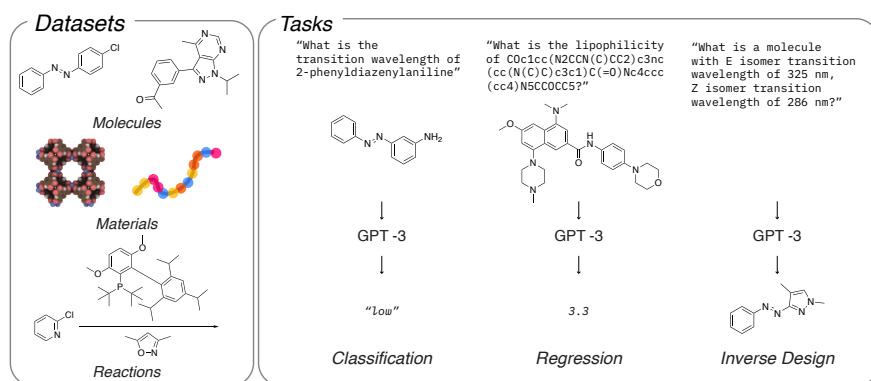 Datasets
Cl
N
N
N
N
N
N
O
Molecules
Materials
O
O
P
Cl
N
O-N
Reactions
Tasks
“What is the
transition wavelength of
2-phenyldiazenylaniline”
N
N
NH₂
GPT -3
“low”
Classification
“What is the lipophilicity
of COc1cc(N2CCN(C)CC2)c3nc
(cc(N(C)C)c3c1)C(=O)Nc4ccc
(cc4)N5CCOCC5?”
N
O
H
N
N
O
N
N
O
GPT -3
3.3
Regression
“What is a molecule
with E isomer transition
wavelength of 325 nm,
Z isomer transition
wavelength of 286 nm?”
GPT -3
N
N
N
N
Inverse Design